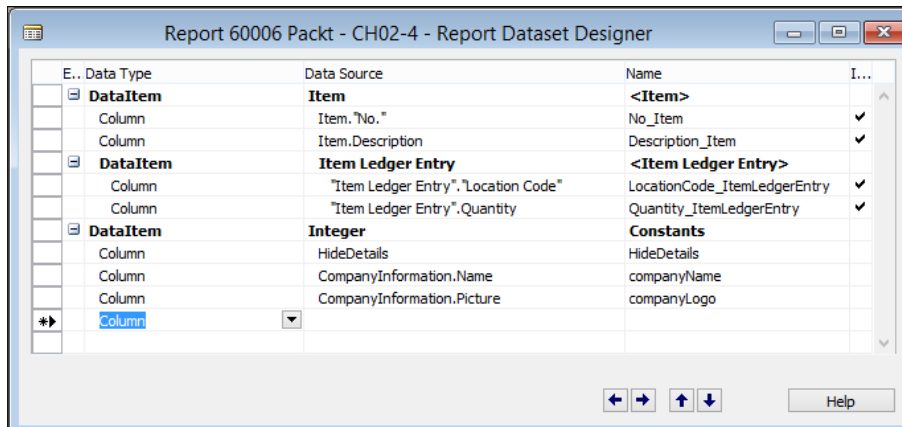 Report 60006 Packt - CH02-4 - Report Dataset Designer
E.. Data Type Data Source Name I...
DataItem Item <Item>
Column Item."No." No_Item
Column Item.Description Description_Item
DataItem Item Ledger Entry <Item Ledger Entry>
Column "Item Ledger Entry"."Location Code" LocationCode_ItemLedgerEntry
Column "Item Ledger Entry".Quantity Quantity_ItemLedgerEntry
DataItem Integer Constants
Column HideDetails HideDetails
Column CompanyInformation.Name companyName
Column CompanyInformation.Picture companyLogo
Column
Help